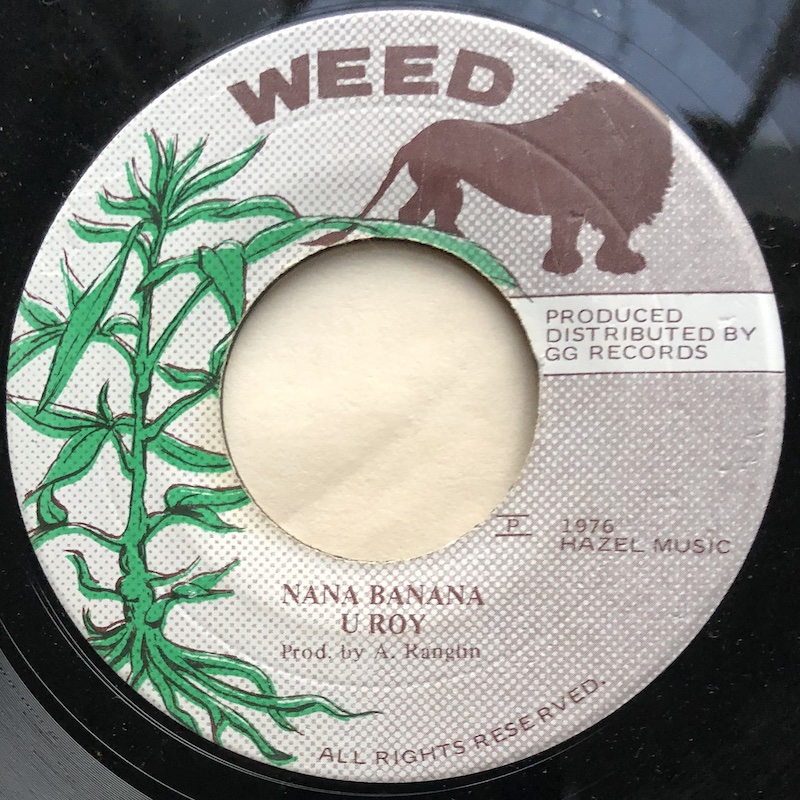 WEED
PRODUCED
DISTRIBUTED BY
GG RECORDS
P 1976
HAZEL MUSIC
NANA BANANA
U ROY
Prod. by A. Ranglin
ALL RIGHTS RESERVED.